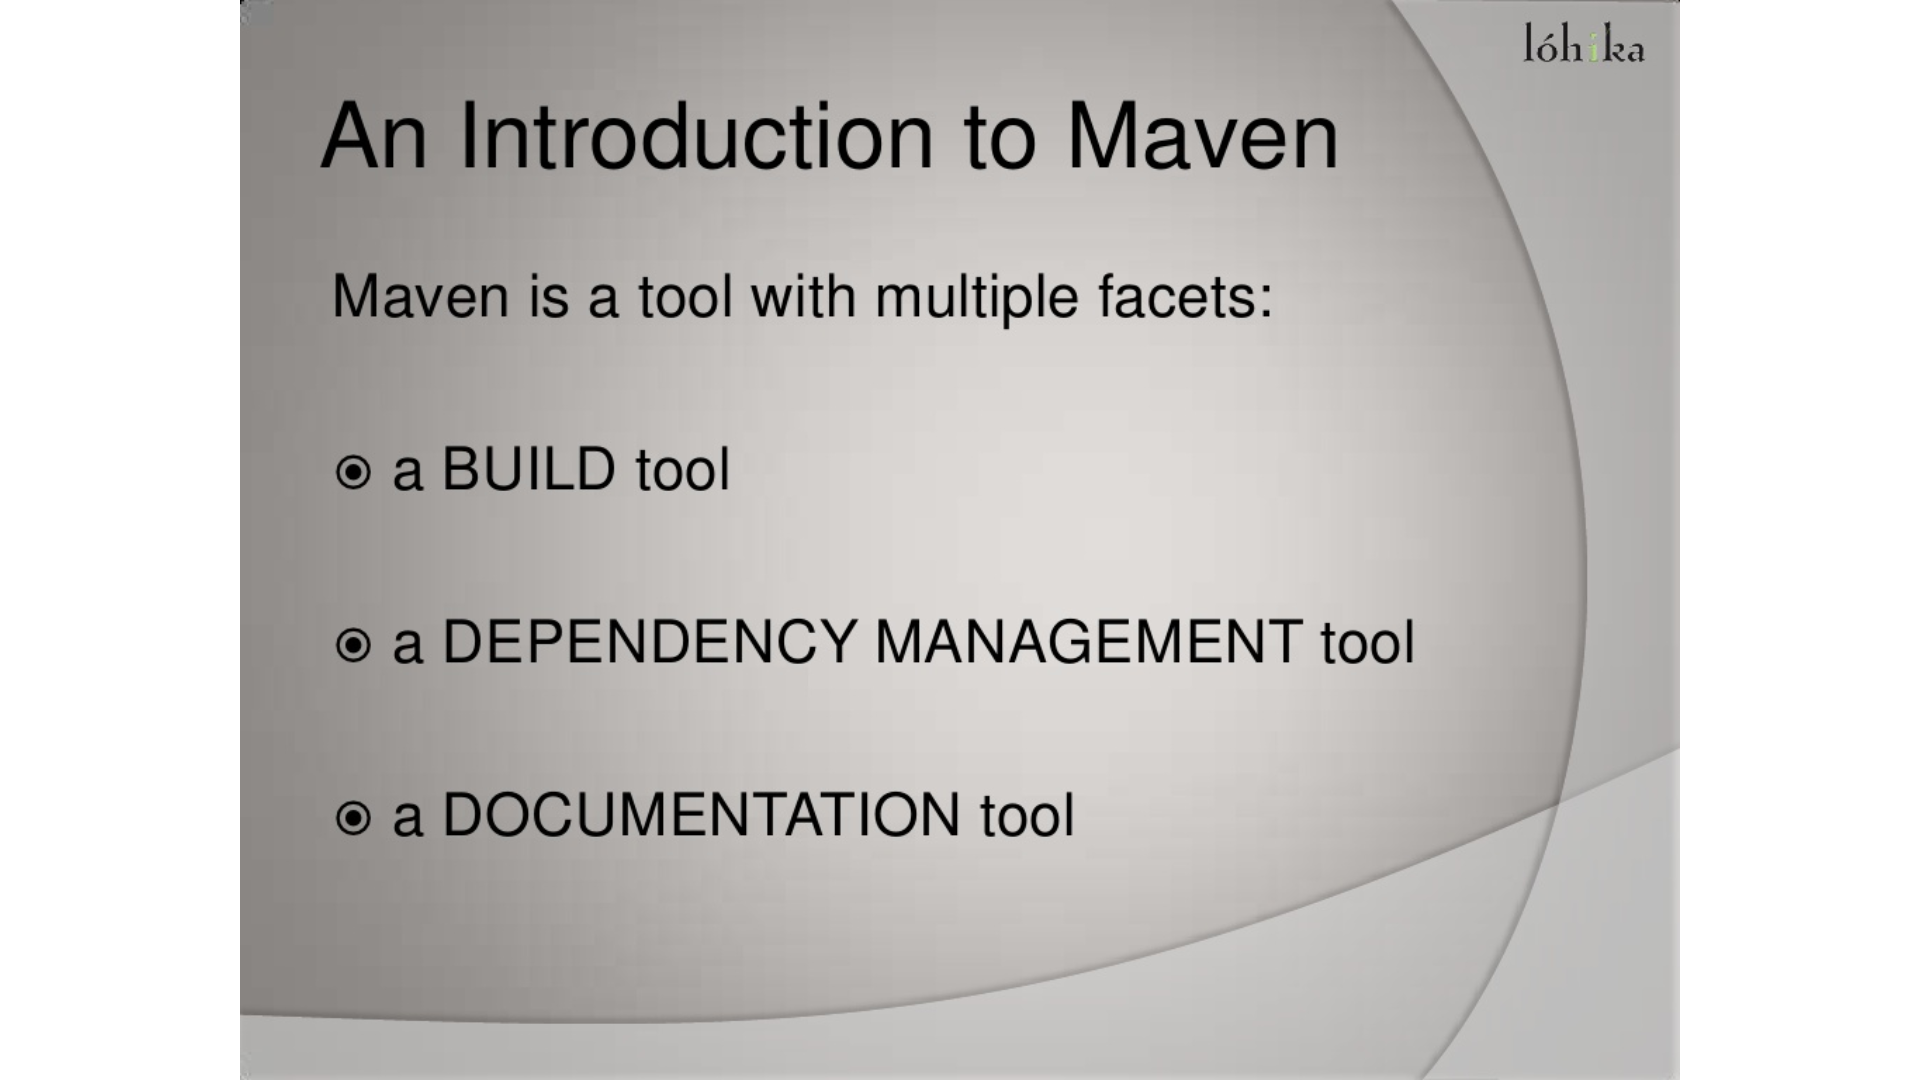 lóhika
An Introduction to Maven
Maven is a tool with multiple facets:
⦿ a BUILD tool
⦿ a DEPENDENCY MANAGEMENT tool
⦿ a DOCUMENTATION tool